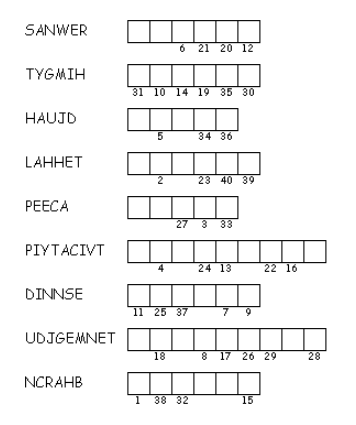 SANWER
6 21 20 12
TYGMIH
31 10 14 19 35 30
HAUJD
5 34 36
LAHHET
2 23 40 39
PEECA
27 3 33
PIYTACIVT
4 24 13 22 16
DINNSE
11 25 37 7 9
UDJGEMNET
18 8 17 26 29 28
NCRAHB
1 38 32 15